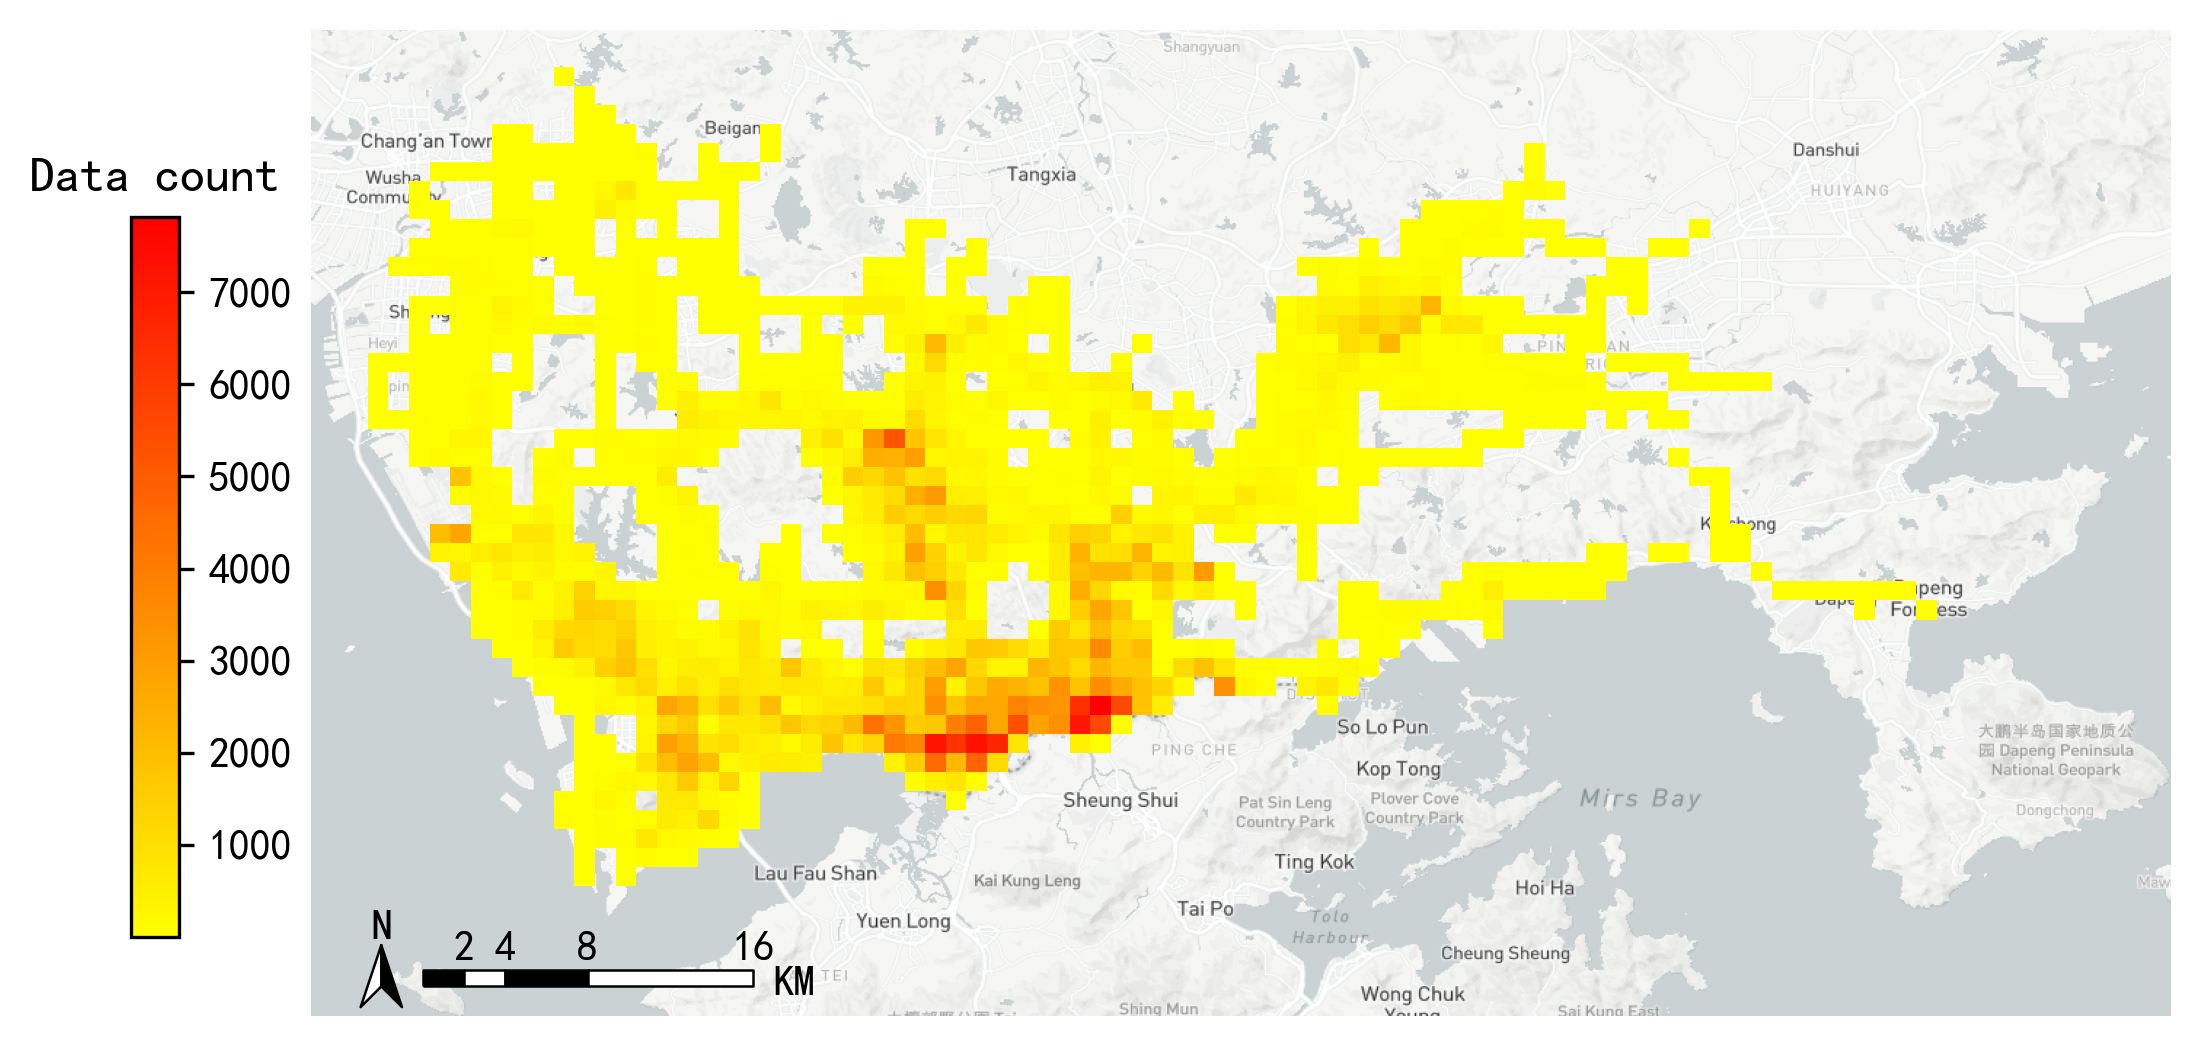 Data count
7000
6000
5000
4000
3000
2000
1000
Shangyuan
Beigan
Chang'an Town
Danshui
Tangxia
Wusha
HUIYANG
Heyi
Dapeng
So Lo Pun
大鹏半岛国家地质公
园 Dapeng Peninsula
National Geopark
PING CHE
Kop Tong
Sheung Shui
Pat Sin Leng
Country Park
Plover Cove
Country Park
Mirs Bay
Dongchong
Ting Kok
Lau Fau Shan
Kai Kung Leng
Hoi Ha
Tai Po
Yuen Long
Tolo
Harbour
Cheung Sheung
N
2 4 8 16
KM
TEI
Wong Chuk
Shing Mun
Sai Kung East